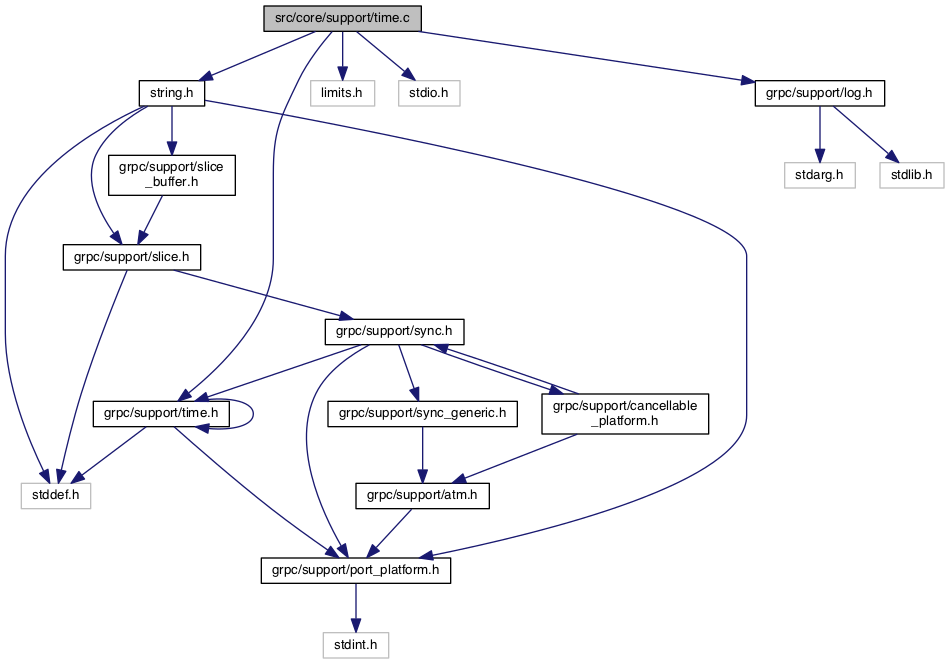 src/core/support/time.c
string.h
limits.h
stdio.h
grpc/support/log.h
grpc/support/slice
_buffer.h
stdarg.h
stdlib.h
grpc/support/slice.h
grpc/support/sync.h
grpc/support/time.h
grpc/support/sync_generic.h
grpc/support/cancellable
_platform.h
stddef.h
grpc/support/atm.h
grpc/support/port_platform.h
stdint.h